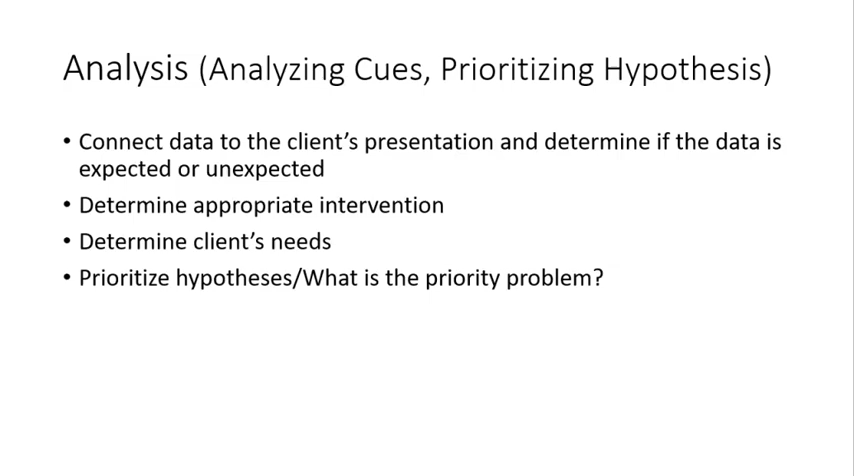 Analysis (Analyzing Cues, Prioritizing Hypothesis)
• Connect data to the client’s presentation and determine if the data is
expected or unexpected
• Determine appropriate intervention
• Determine client’s needs
• Prioritize hypotheses/What is the priority problem?